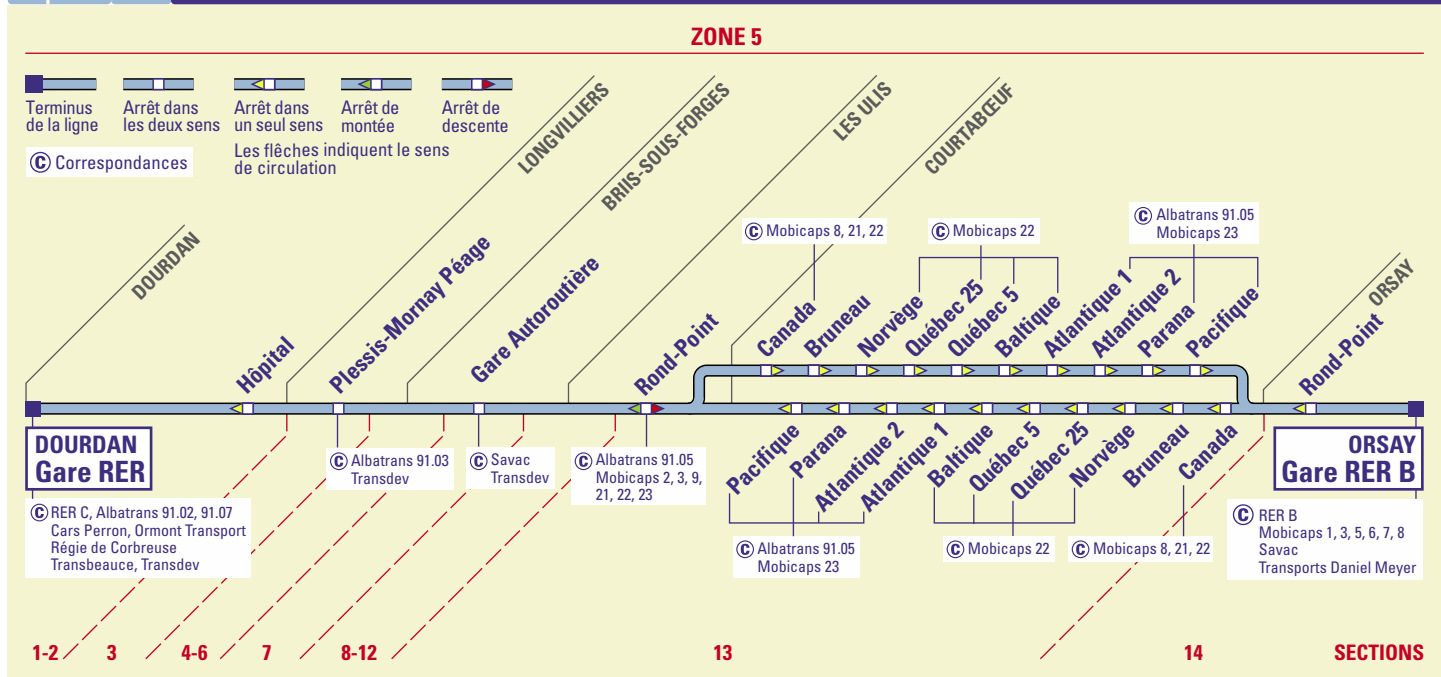 ZONE 5
Terminus
de la ligne
Arrêt dans
les deux sens
Arrêt dans
un seul sens
Arrêt de
montée
Arrêt de
descente
Les flêches indiquent le sens
de circulation
C Correspondances
DOURDAN
LONGVILLIERS
BRIIS-SOUS-FORGES
LES ULIS
COURTABŒUF
ORSAY
C Mobicaps 8, 21, 22
C Mobicaps 22
C Albatrans 91.05
Mobicaps 23
Hôpital
Plessis-Mornay Péage
Gare Autoroutière
Rond-Point
Canada
Bruneau
Norvège
Québec 25
Québec 5
Baltique
Atlantique 1
Atlantique 2
Parana
Pacifique
Rond-Point
DOURDAN
Gare RER
C RER C, Albatrans 91.02, 91.07
Cars Perron, Ormont Transport
Régie de Corbreuse
Transbeauce, Transdev
C Albatrans 91.03
Transdev
C Savac
Transdev
C Albatrans 91.05
Mobicaps 2, 3, 9,
21, 22, 23
Pacifique
Parana
Atlantique 2
Atlantique 1
Baltique
Québec 5
Québec 25
Norvège
Bruneau
Canada
C Albatrans 91.05
Mobicaps 23
C Mobicaps 22
C Mobicaps 8, 21, 22
ORSAY
Gare RER B
C RER B
Mobicaps 1, 3, 5, 6, 7, 8
Savac
Transports Daniel Meyer
1-2
3
4-6
7
8-12
13
14
SECTIONS